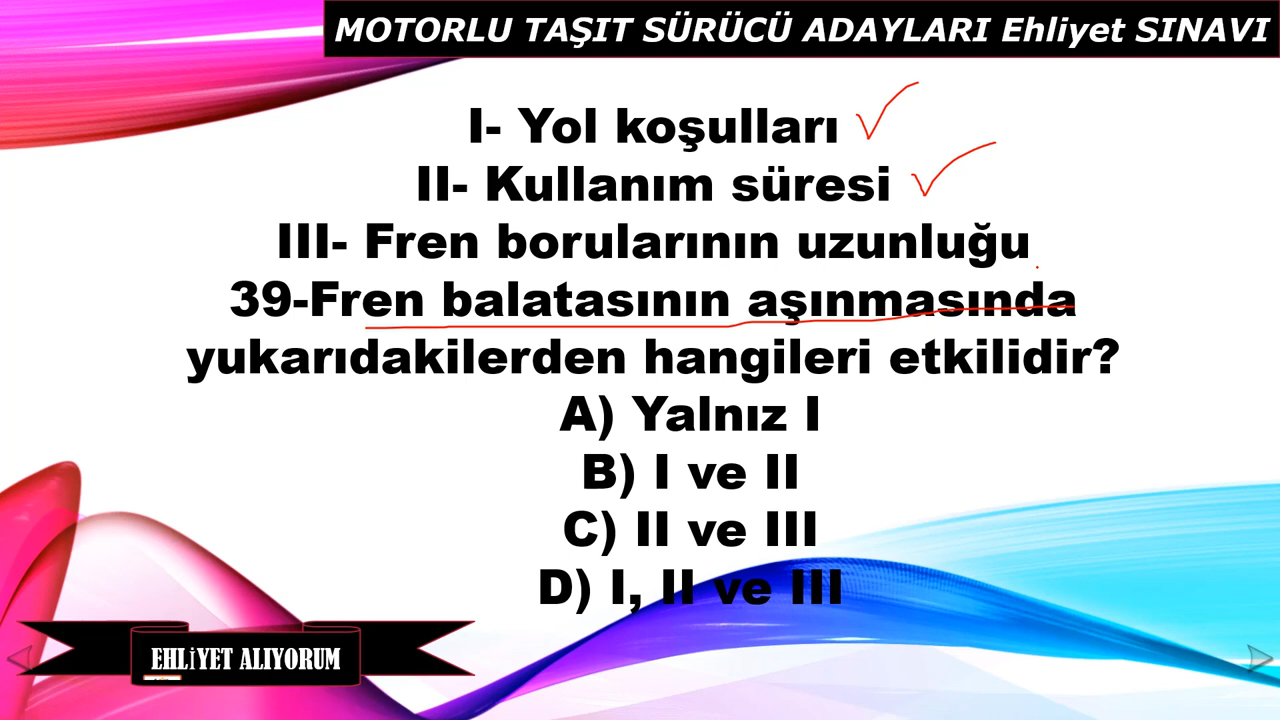 MOTORLU TAŞIT SÜRÜCÜ ADAYLARI Ehliyet SINAVI
I- Yol koşulları
II- Kullanım süresi
III- Fren borularının uzunluğu
39-Fren balatasının aşınmasında
yukarıdakilerden hangileri etkilidir?
A) Yalnız I
B) I ve II
C) II ve III
D) I, II ve III
EHLİYET ALIYORUM